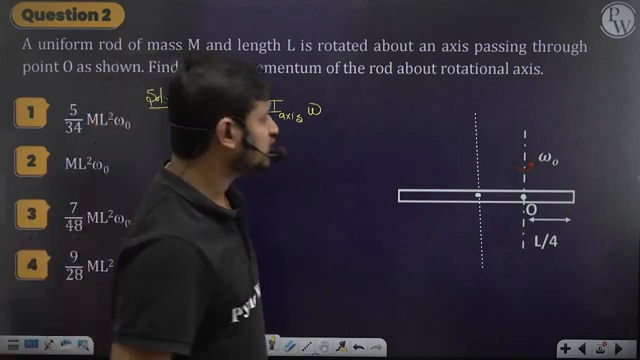 Question 2
PW
A uniform rod of mass M and length L is rotated about an axis passing through
point O as shown. Find mentum of the rod about rotational axis.
Sol.
I axis ω
1 5/34 ML²ω₀
2 ML²ω₀
3 7/48 ML²ω₀
4 9/28 ML²
ω₀
O
L/4
Py